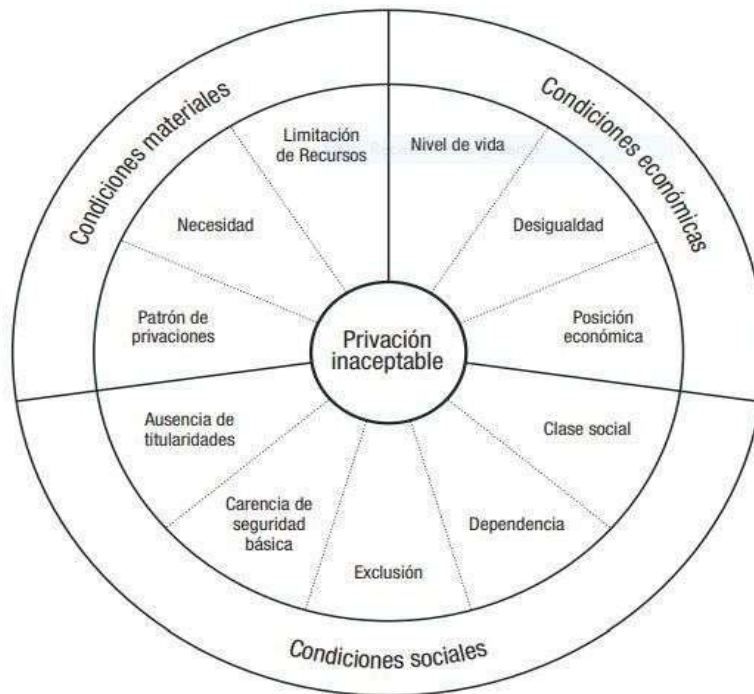 Condiciones materiales
Condiciones económicas
Limitación
de Recursos
Nivel de vida
Necesidad
Desigualdad
Patrón de
privaciones
Privación
inaceptable
Posición
económica
Ausencia de
titularidades
Clase social
Carencia de
seguridad
básica
Dependencia
Exclusión
Condiciones sociales